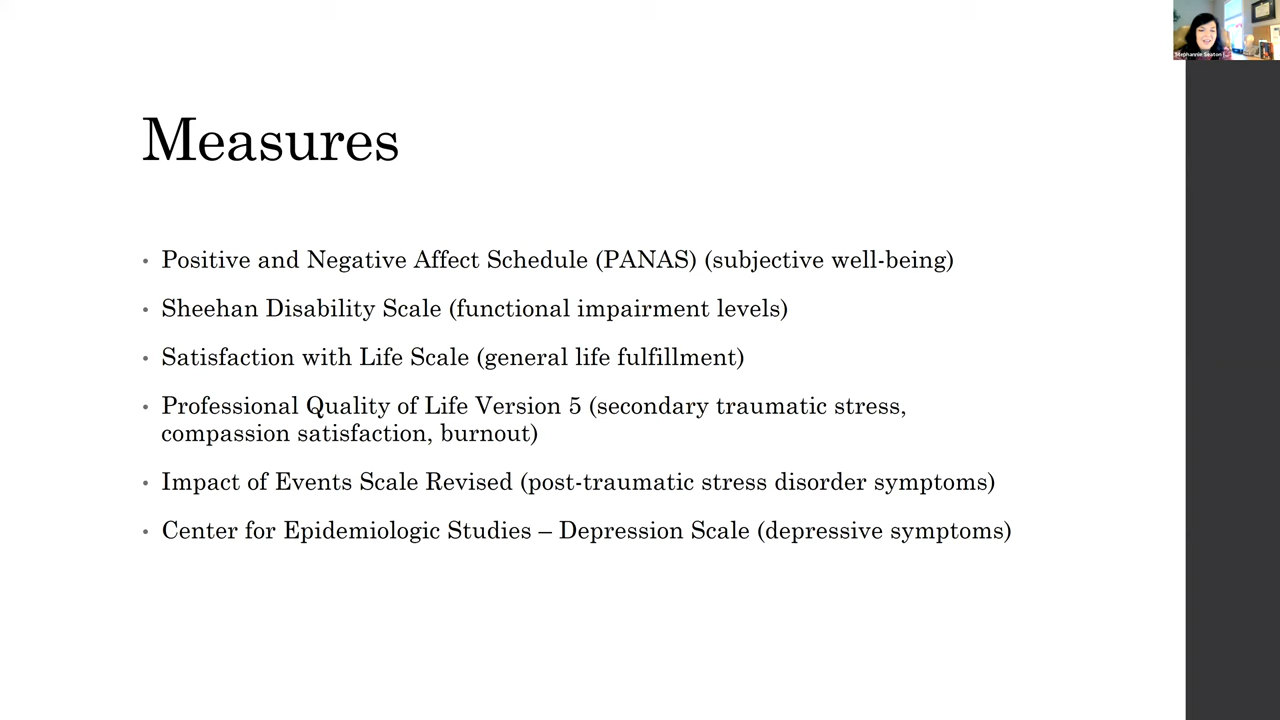 Stephannie Seaton
Measures
• Positive and Negative Affect Schedule (PANAS) (subjective well-being)
• Sheehan Disability Scale (functional impairment levels)
• Satisfaction with Life Scale (general life fulfillment)
• Professional Quality of Life Version 5 (secondary traumatic stress,
compassion satisfaction, burnout)
• Impact of Events Scale Revised (post-traumatic stress disorder symptoms)
• Center for Epidemiologic Studies – Depression Scale (depressive symptoms)